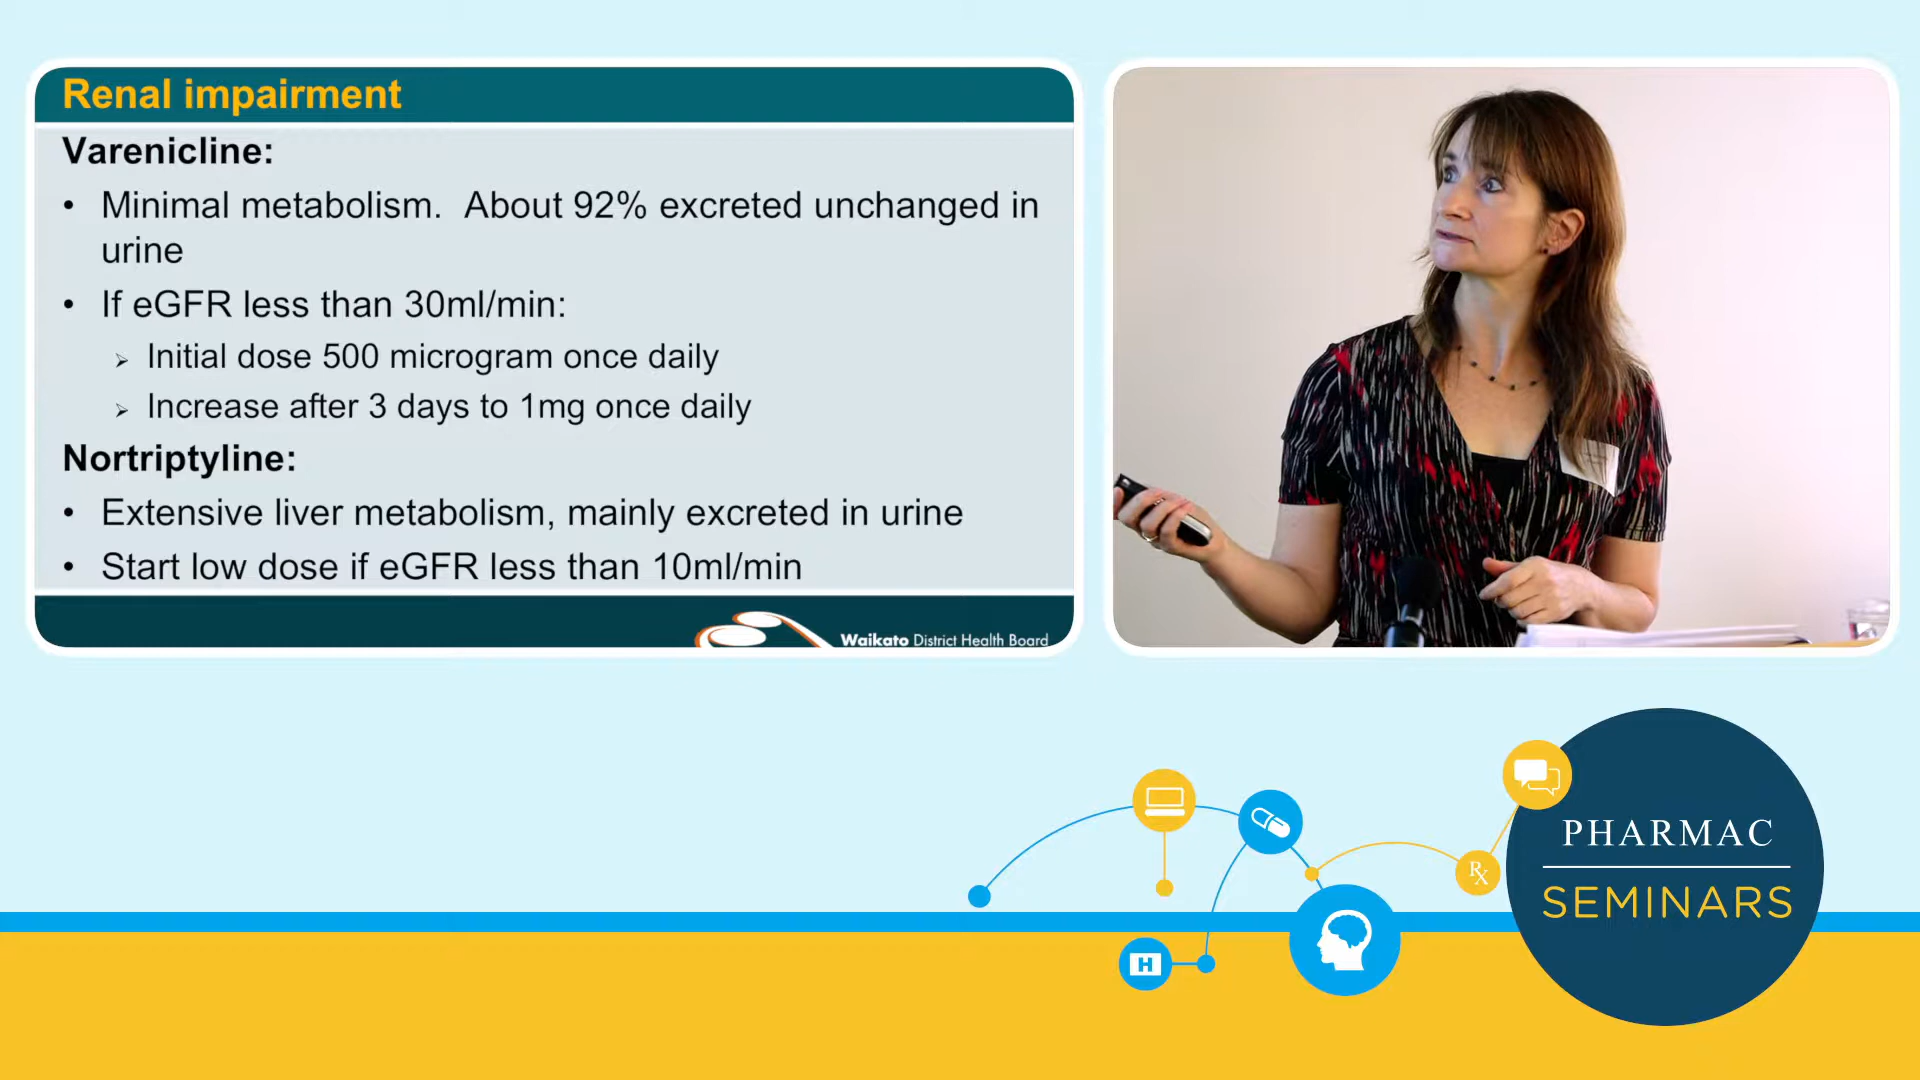 Renal impairment
Varenicline:
• Minimal metabolism.  About 92% excreted unchanged in
urine
• If eGFR less than 30ml/min:
➢ Initial dose 500 microgram once daily
➢ Increase after 3 days to 1mg once daily
Nortriptyline:
• Extensive liver metabolism, mainly excreted in urine
• Start low dose if eGFR less than 10ml/min
Waikato District Health Board
PHARMAC
SEMINARS
Rx
H